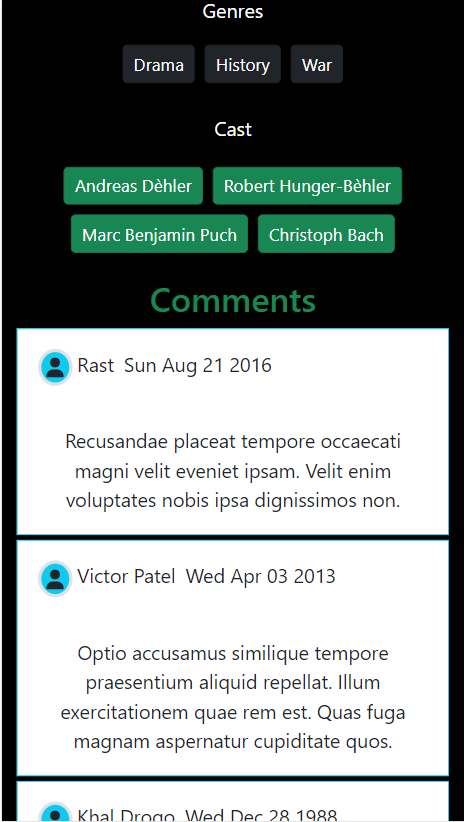 Genres
Drama History War
Cast
Andreas Dèhler Robert Hunger-Bèhler
Marc Benjamin Puch Christoph Bach
Comments
Rast Sun Aug 21 2016
Recusandae placeat tempore occaecati
magni velit eveniet ipsam. Velit enim
voluptates nobis ipsa dignissimos non.
Victor Patel Wed Apr 03 2013
Optio accusamus similique tempore
praesentium aliquid repellat. Illum
exercitationem quae rem est. Quas fuga
magnam aspernatur cupiditate quos.
Khal Drogo Wed Dec 28 1988